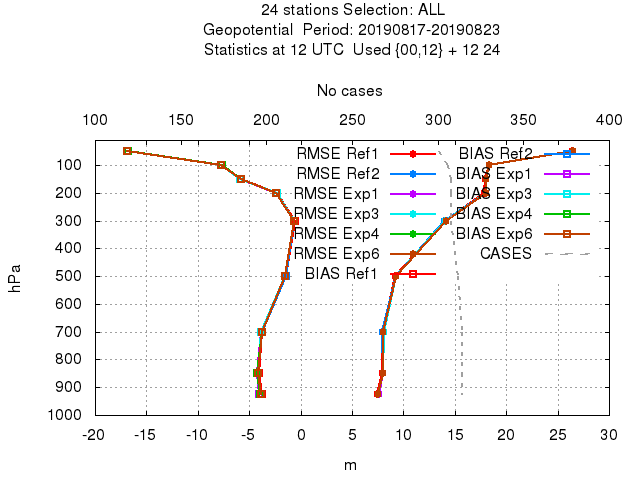 24 stations Selection: ALL
Geopotential  Period: 20190817-20190823
Statistics at 12 UTC  Used {00,12} + 12 24
No cases
100 150 200 250 300 350 400
RMSE Ref1 BIAS Ref2
RMSE Ref2 BIAS Exp1
RMSE Exp1 BIAS Exp3
RMSE Exp3 BIAS Exp4
RMSE Exp4 BIAS Exp6
RMSE Exp6 CASES
BIAS Ref1
100
200
300
400
500
600
700
800
900
1000
hPa
-20 -15 -10 -5 0 5 10 15 20 25 30
m